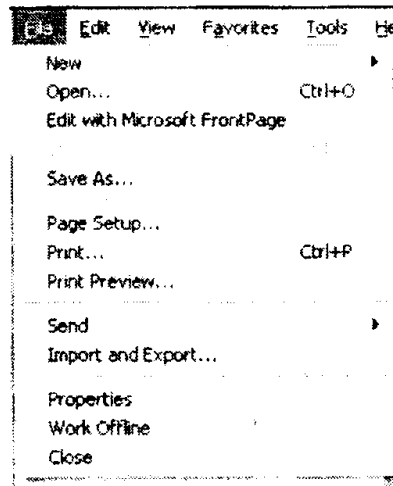 File Edit View Favorites Tools He
New
Open... Ctrl+O
Edit with Microsoft FrontPage
Save As...
Page Setup...
Print... Ctrl+P
Print Preview...
Send
Import and Export...
Properties
Work Offline
Close